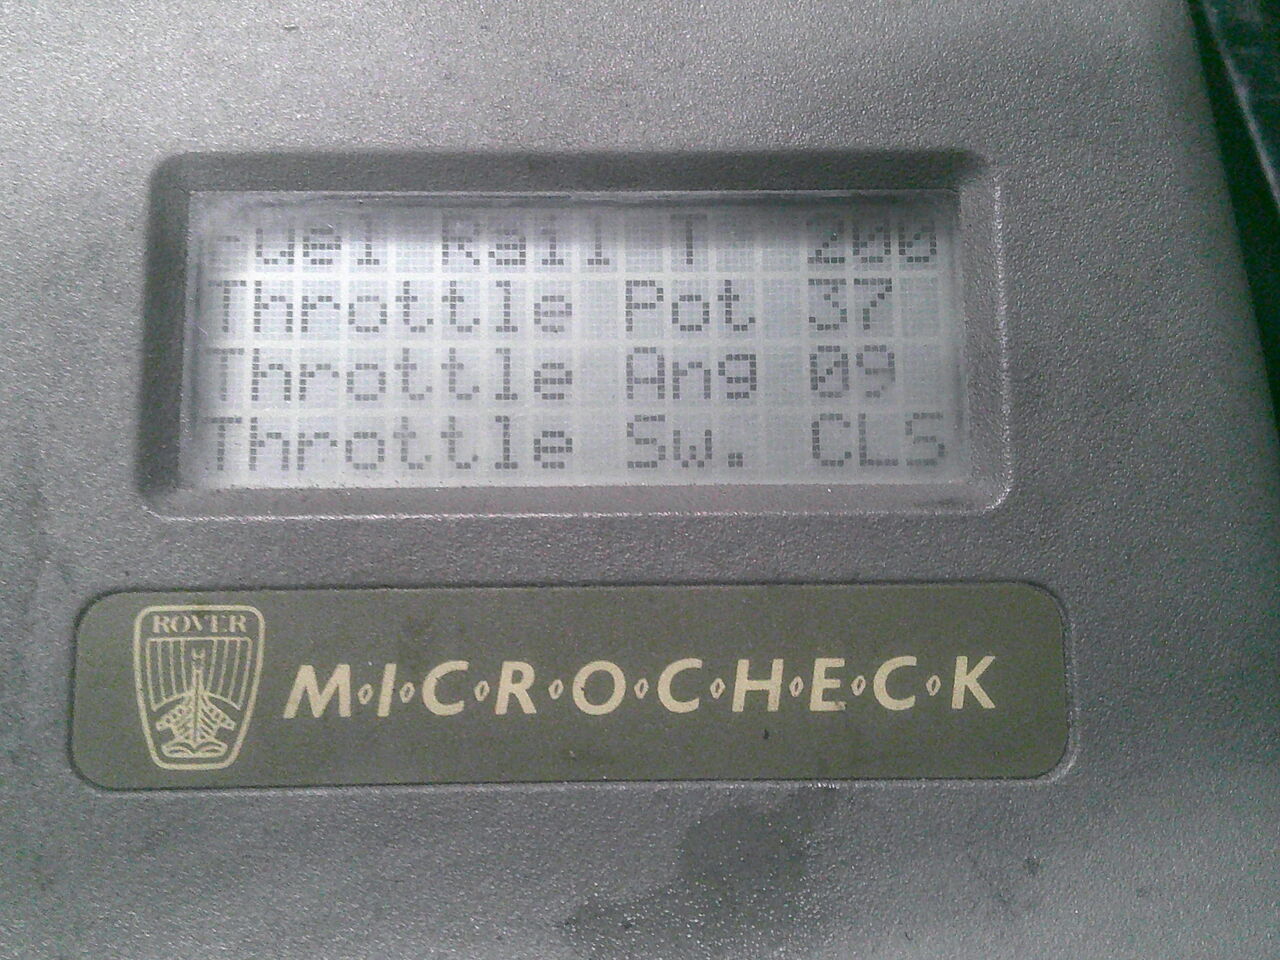 Fuel Rail T 200
Throttle Pot 37
Throttle Ang 09
Throttle Sw. CLS
ROVER
M·I·C·R·O·C·H·E·C·K